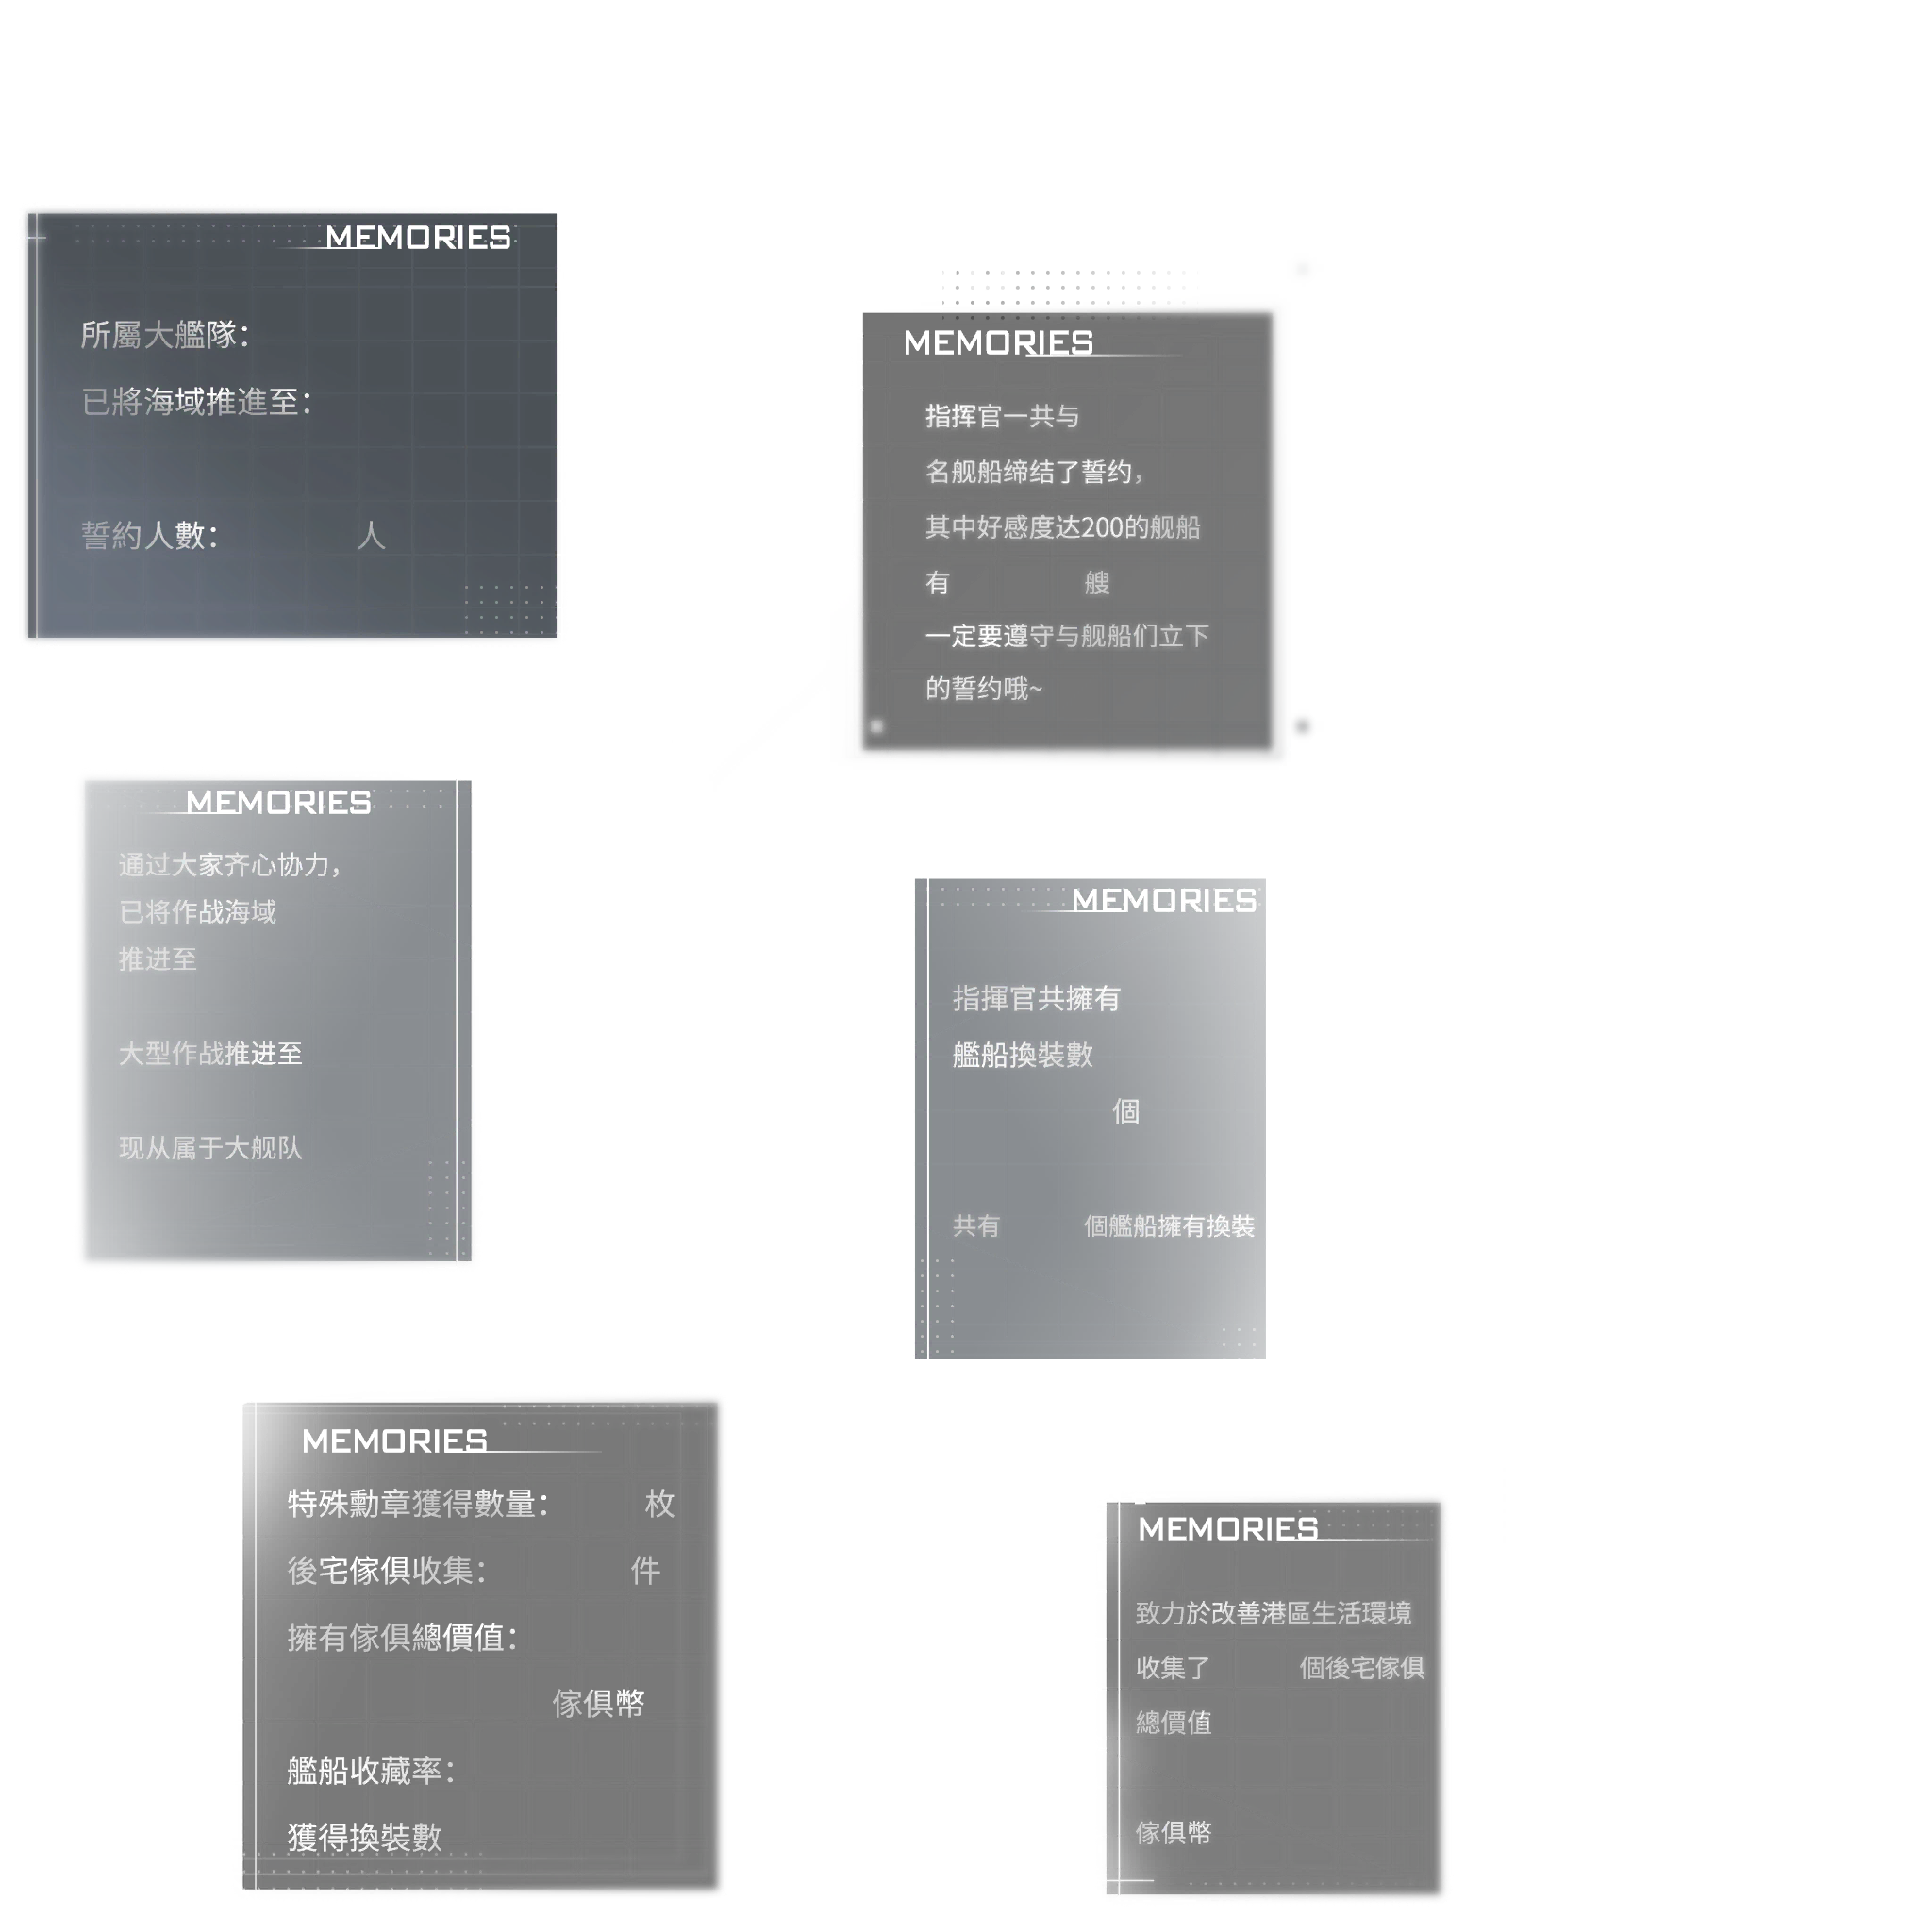 MEMORIES
所屬大艦隊：
已將海域推進至：
誓約人數： 人
MEMORIES
指挥官一共与
名舰船缔结了誓约，
其中好感度达200的舰船
有 艘
一定要遵守与舰船们立下
的誓约哦~
MEMORIES
通过大家齐心协力，
已将作战海域
推进至
大型作战推进至
现从属于大舰队
MEMORIES
指揮官共擁有
艦船換裝數
個
共有 個艦船擁有換裝
MEMORIES
特殊勳章獲得數量： 枚
後宅傢俱收集： 件
擁有傢俱總價值：
傢俱幣
艦船收藏率：
獲得換裝數
MEMORIES
致力於改善港區生活環境
收集了 個後宅傢俱
總價值
傢俱幣